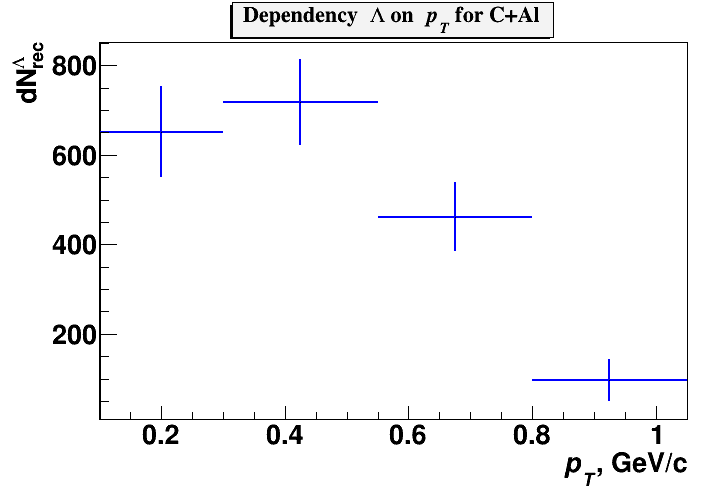 Dependency Λ on p_T for C+Al
dN^Λ_rec
800
600
400
200
0.2 0.4 0.6 0.8 1
p_T, GeV/c